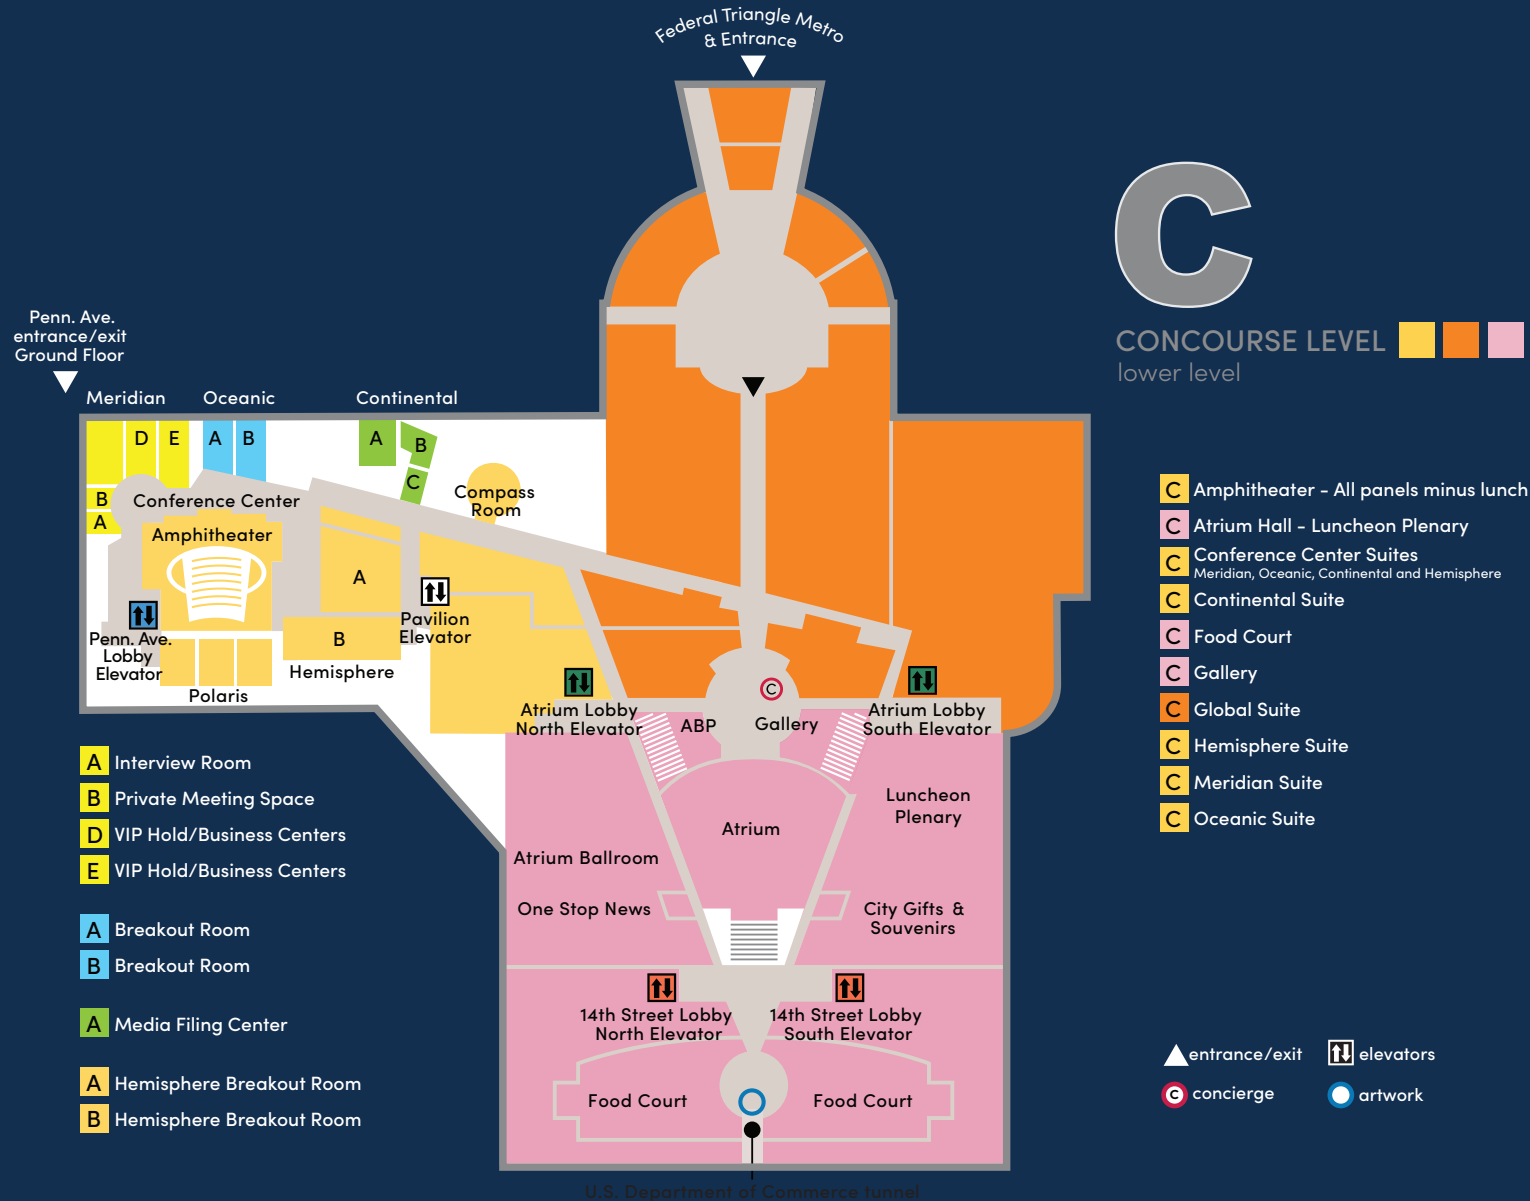 Federal Triangle Metro
& Entrance
C
CONCOURSE LEVEL
lower level
Penn. Ave.
entrance/exit
Ground Floor
Meridian
Oceanic
Continental
D
E
A
B
A
B
C
B
A
Conference Center
Compass
Room
Amphitheater
A
B
Pavilion
Elevator
Penn. Ave.
Lobby
Elevator
Hemisphere
Polaris
Atrium Lobby
North Elevator
ABP
C
Gallery
Atrium Lobby
South Elevator
Atrium
Luncheon
Plenary
Atrium Ballroom
One Stop News
City Gifts &
Souvenirs
14th Street Lobby
North Elevator
14th Street Lobby
South Elevator
Food Court
Food Court
U.S. Department of Commerce tunnel
A Interview Room
B Private Meeting Space
D VIP Hold/Business Centers
E VIP Hold/Business Centers
A Breakout Room
B Breakout Room
A Media Filing Center
A Hemisphere Breakout Room
B Hemisphere Breakout Room
C Amphitheater - All panels minus lunch
C Atrium Hall - Luncheon Plenary
C Conference Center Suites
Meridian, Oceanic, Continental and Hemisphere
C Continental Suite
C Food Court
C Gallery
C Global Suite
C Hemisphere Suite
C Meridian Suite
C Oceanic Suite
entrance/exit
elevators
C concierge
artwork